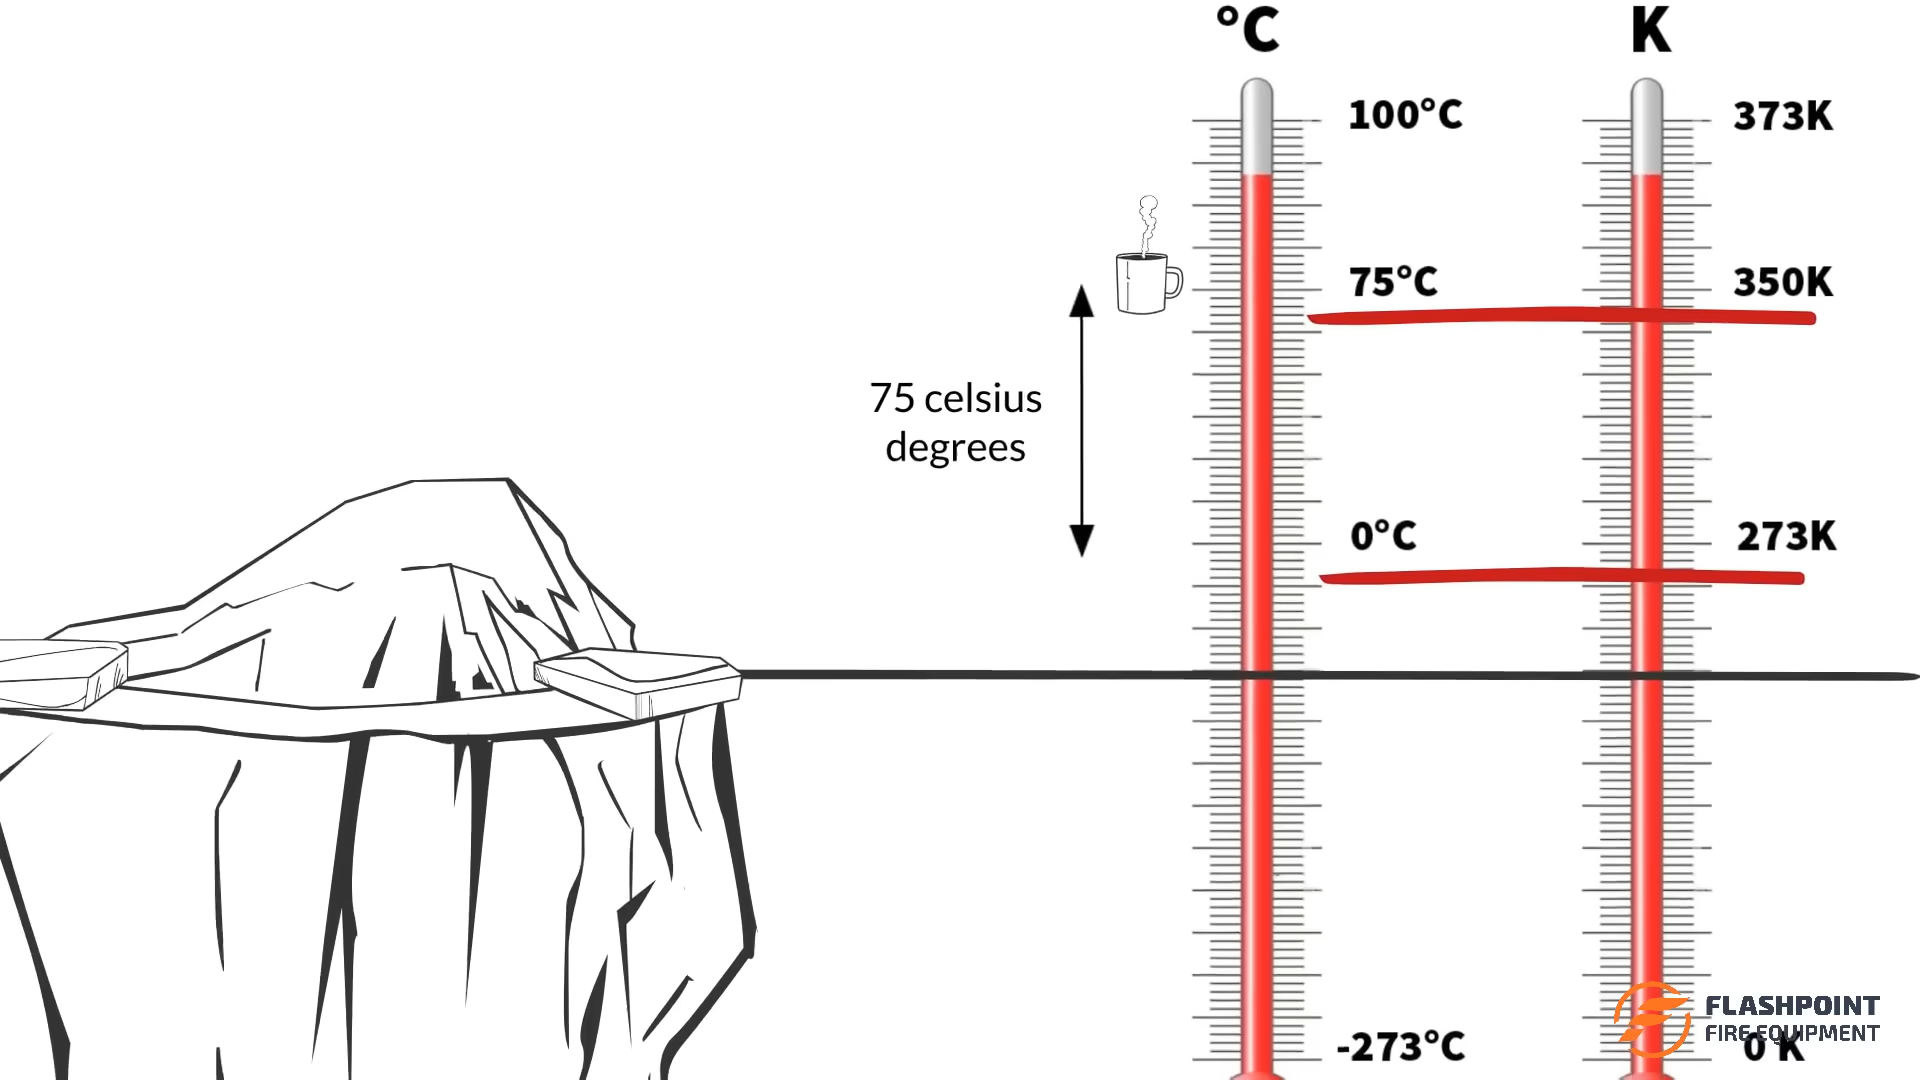 °C
K
100°C
373K
75°C
350K
75 celsius
degrees
0°C
273K
-273°C
0 K
FLASHPOINT
FIRE EQUIPMENT